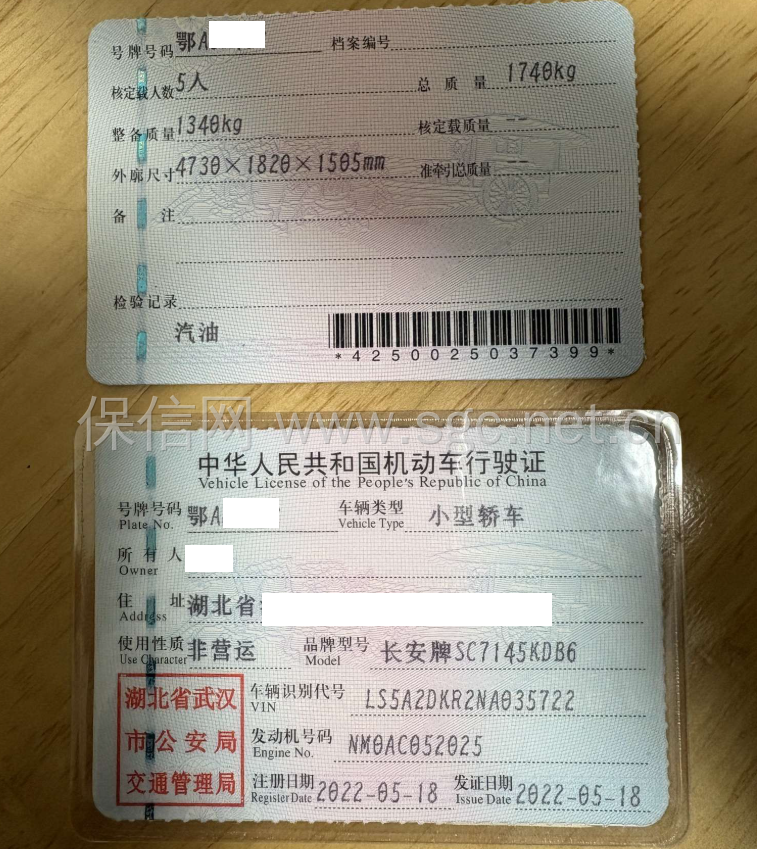 号牌号码 鄂A 档案编号
核定载人数 5人 总质量 1740kg
整备质量 1340kg 核定载质量 --
外廓尺寸 4730×1820×1505mm 准牵引总质量 --
备注
检验记录
汽油
*4250025037399*
保信网 www.sgc.net.cn
中华人民共和国机动车行驶证
Vehicle License of the People's Republic of China
号牌号码 鄂A 车辆类型 小型轿车
Plate No. Vehicle Type
所有人
Owner
住址 湖北省
Address
使用性质 非营运 品牌型号 长安牌SC7145KDB6
Use Character Model
湖北省武汉
市公安局
交通管理局
车辆识别代号 LS5A2DKR2NA035722
VIN
发动机号码 NM0AC052025
Engine No.
注册日期 2022-05-18 发证日期 2022-05-18
Register Date Issue Date